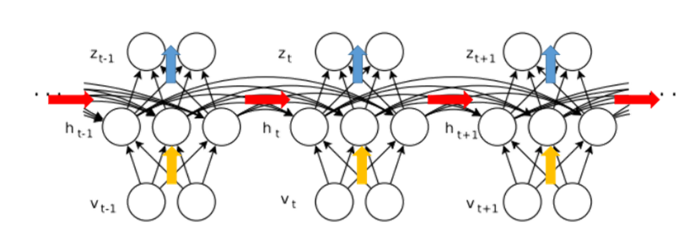 z t-1 z t z t+1
. . . . .
h t-1 h t h t+1
v t-1 v t v t+1